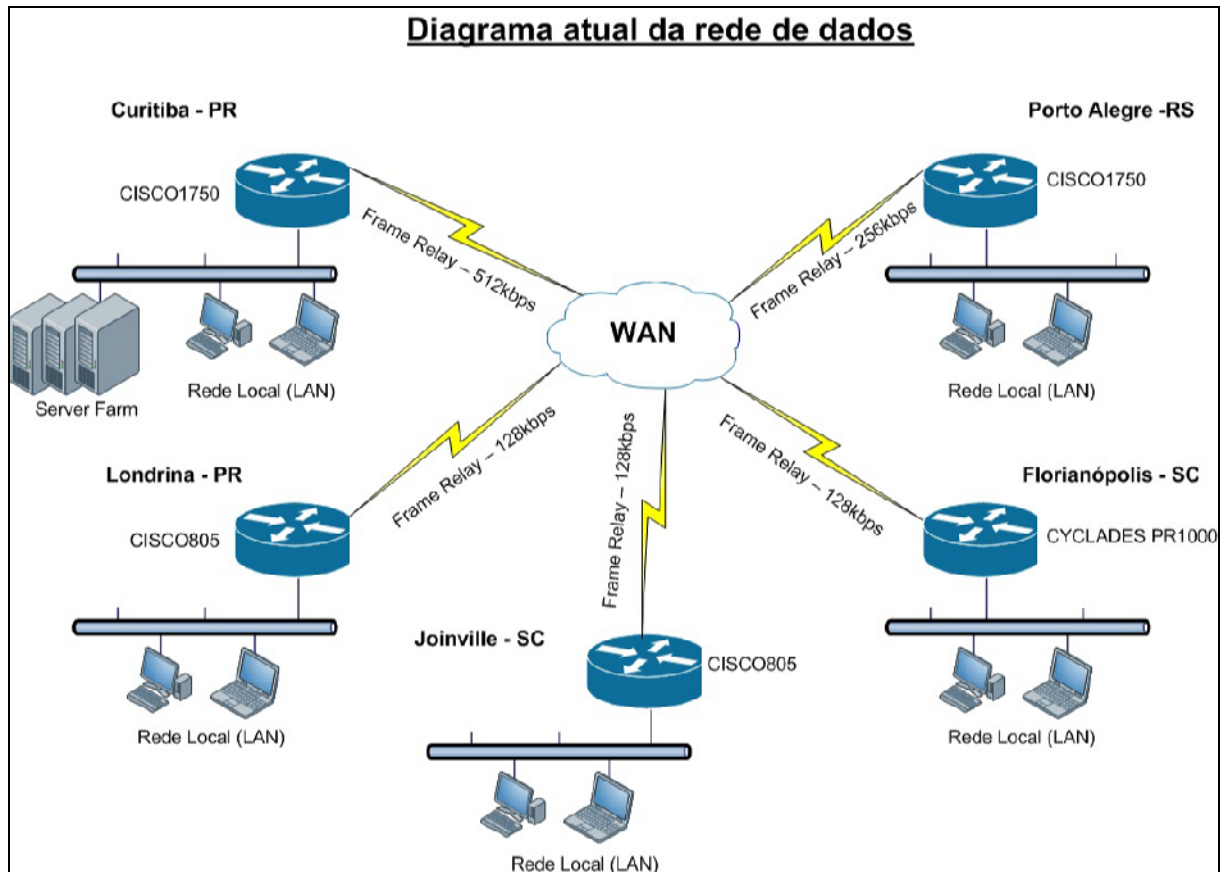 Diagrama atual da rede de dados
Curitiba - PR
CISCO1750
Frame Relay – 512kbps
Server Farm
Rede Local (LAN)
Porto Alegre -RS
CISCO1750
Frame Relay – 256kbps
Rede Local (LAN)
WAN
Londrina - PR
CISCO805
Frame Relay – 128kbps
Rede Local (LAN)
Joinville - SC
CISCO805
Frame Relay – 128kbps
Rede Local (LAN)
Florianópolis - SC
CYCLADES PR1000
Frame Relay – 128kbps
Rede Local (LAN)